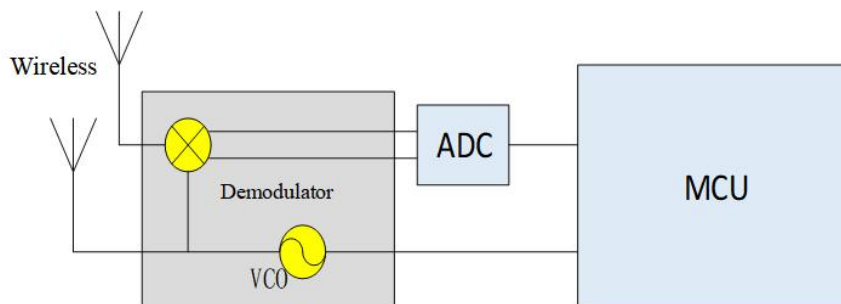 Wireless
ADC
MCU
Demodulator
VCO